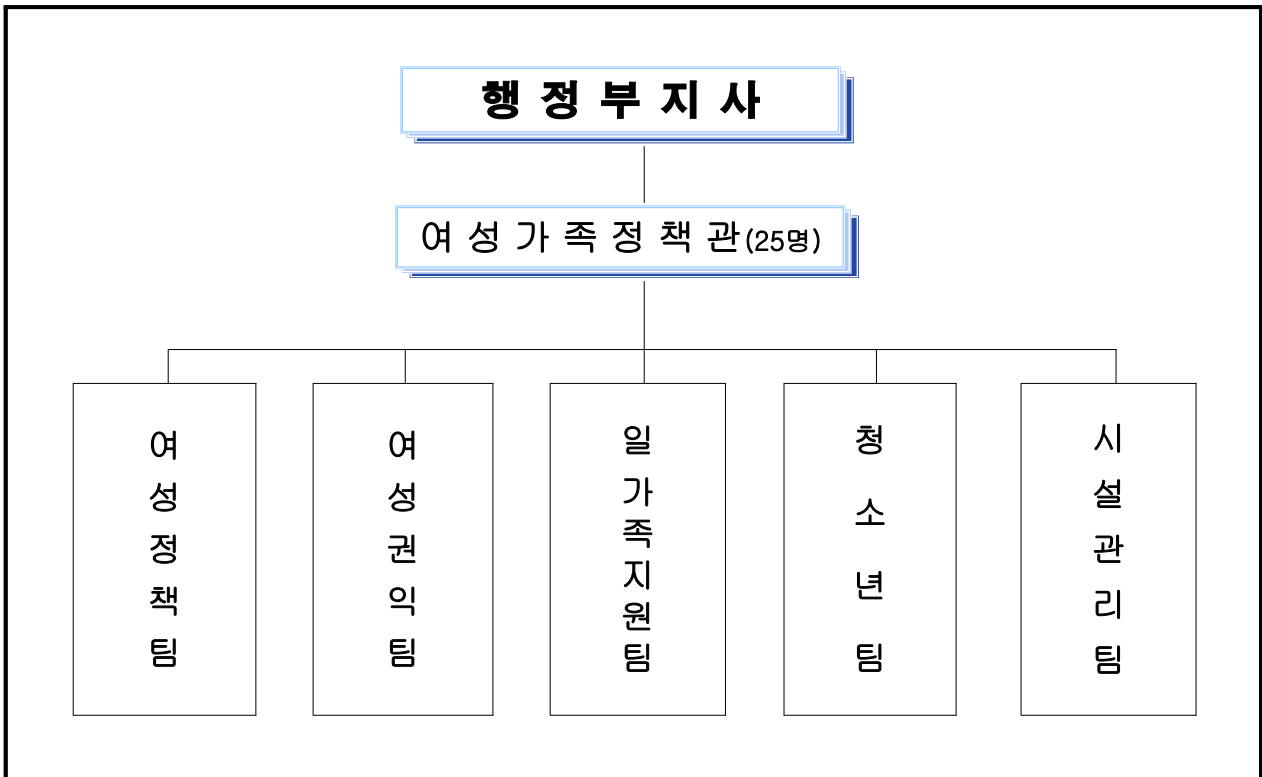 행정부지사
여성가족정책관(25명)
여성정책팀
여성권익팀
일 가족지원팀
청소년팀
시설관리팀